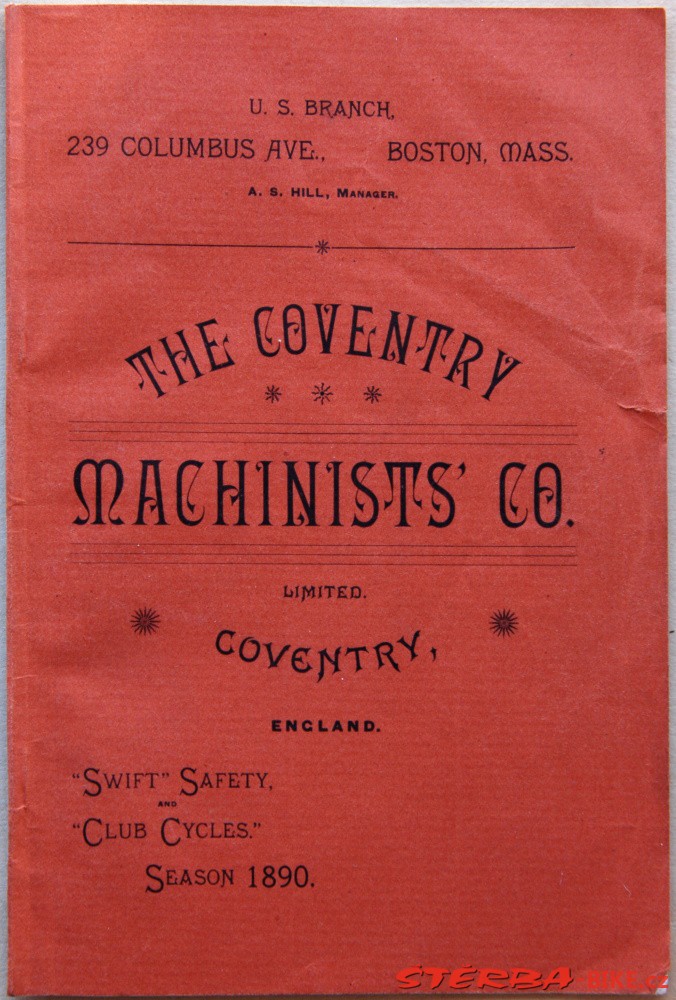 U. S. BRANCH,
239 COLUMBUS AVE., BOSTON, MASS.
A. S. HILL, MANAGER.
THE COVENTRY
MACHINISTS' CO.
LIMITED.
COVENTRY,
ENGLAND.
"SWIFT" SAFETY,
AND
"CLUB CYCLES."
SEASON 1890.
STERBA-BIKE.cz